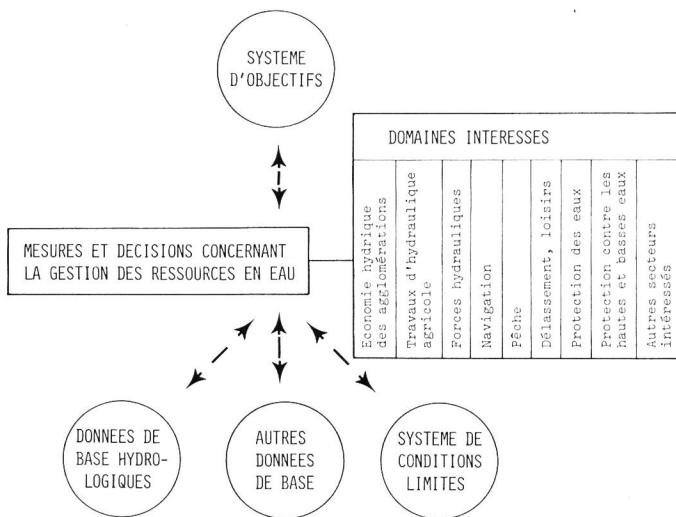 SYSTEME
D'OBJECTIFS
DOMAINES INTERESSES
Economie hydrique
des agglomérations
Travaux d'hydraulique
agricole
Forces hydrauliques
Navigation
Pêche
Délassement, loisirs
Protection des eaux
Protection contre les
hautes et basses eaux
Autres secteurs
intéressés
MESURES ET DECISIONS CONCERNANT
LA GESTION DES RESSOURCES EN EAU
DONNEES DE
BASE HYDRO-
LOGIQUES
AUTRES
DONNEES
DE BASE
SYSTEME DE
CONDITIONS
LIMITES